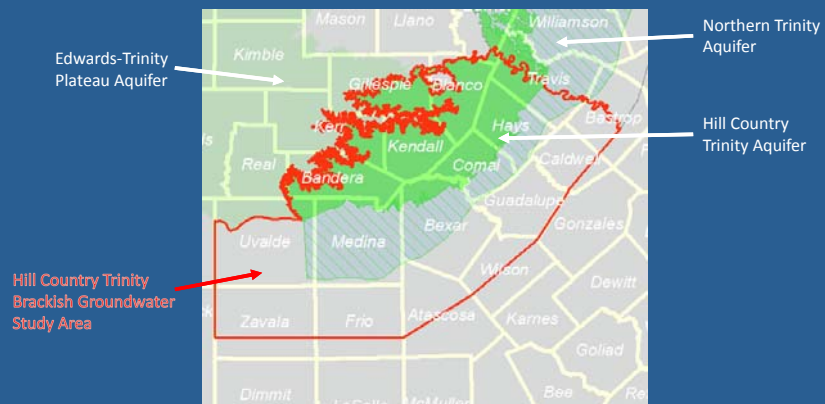 Mason
Llano
Williamson
Northern Trinity
Aquifer
Edwards-Trinity
Plateau Aquifer
Kimble
Gillespie
Blanco
Travis
Bastrop
Kerr
Hays
Hill Country
Trinity Aquifer
Kendall
Real
Comal
Caldwell
Bandera
Guadalupe
Uvalde
Medina
Bexar
Gonzales
Hill Country Trinity
Brackish Groundwater
Study Area
Wilson
Dewitt
Zavala
Frio
Atascosa
Karnes
Goliad
Dimmit
McMullen
Bee